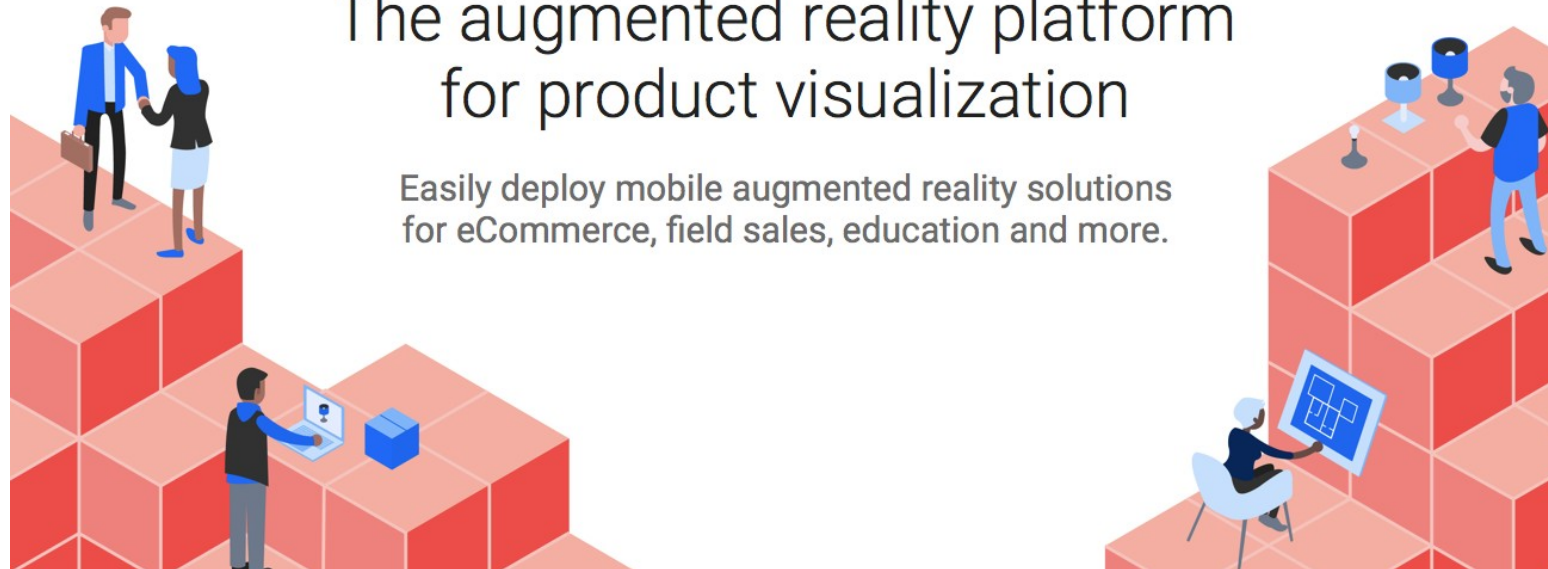 The augmented reality platform
for product visualization
Easily deploy mobile augmented reality solutions
for eCommerce, field sales, education and more.